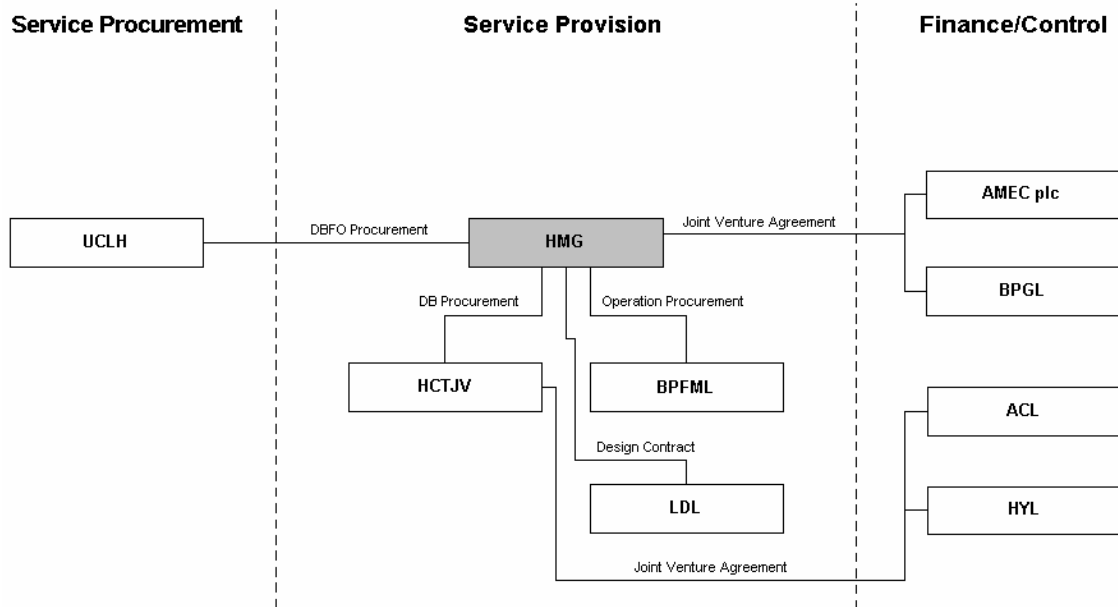 Service Procurement
Service Provision
Finance/Control
AMEC plc
UCLH
DBFO Procurement
HMG
Joint Venture Agreement
BPGL
DB Procurement
Operation Procurement
HCTJV
BPFML
ACL
Design Contract
LDL
HYL
Joint Venture Agreement